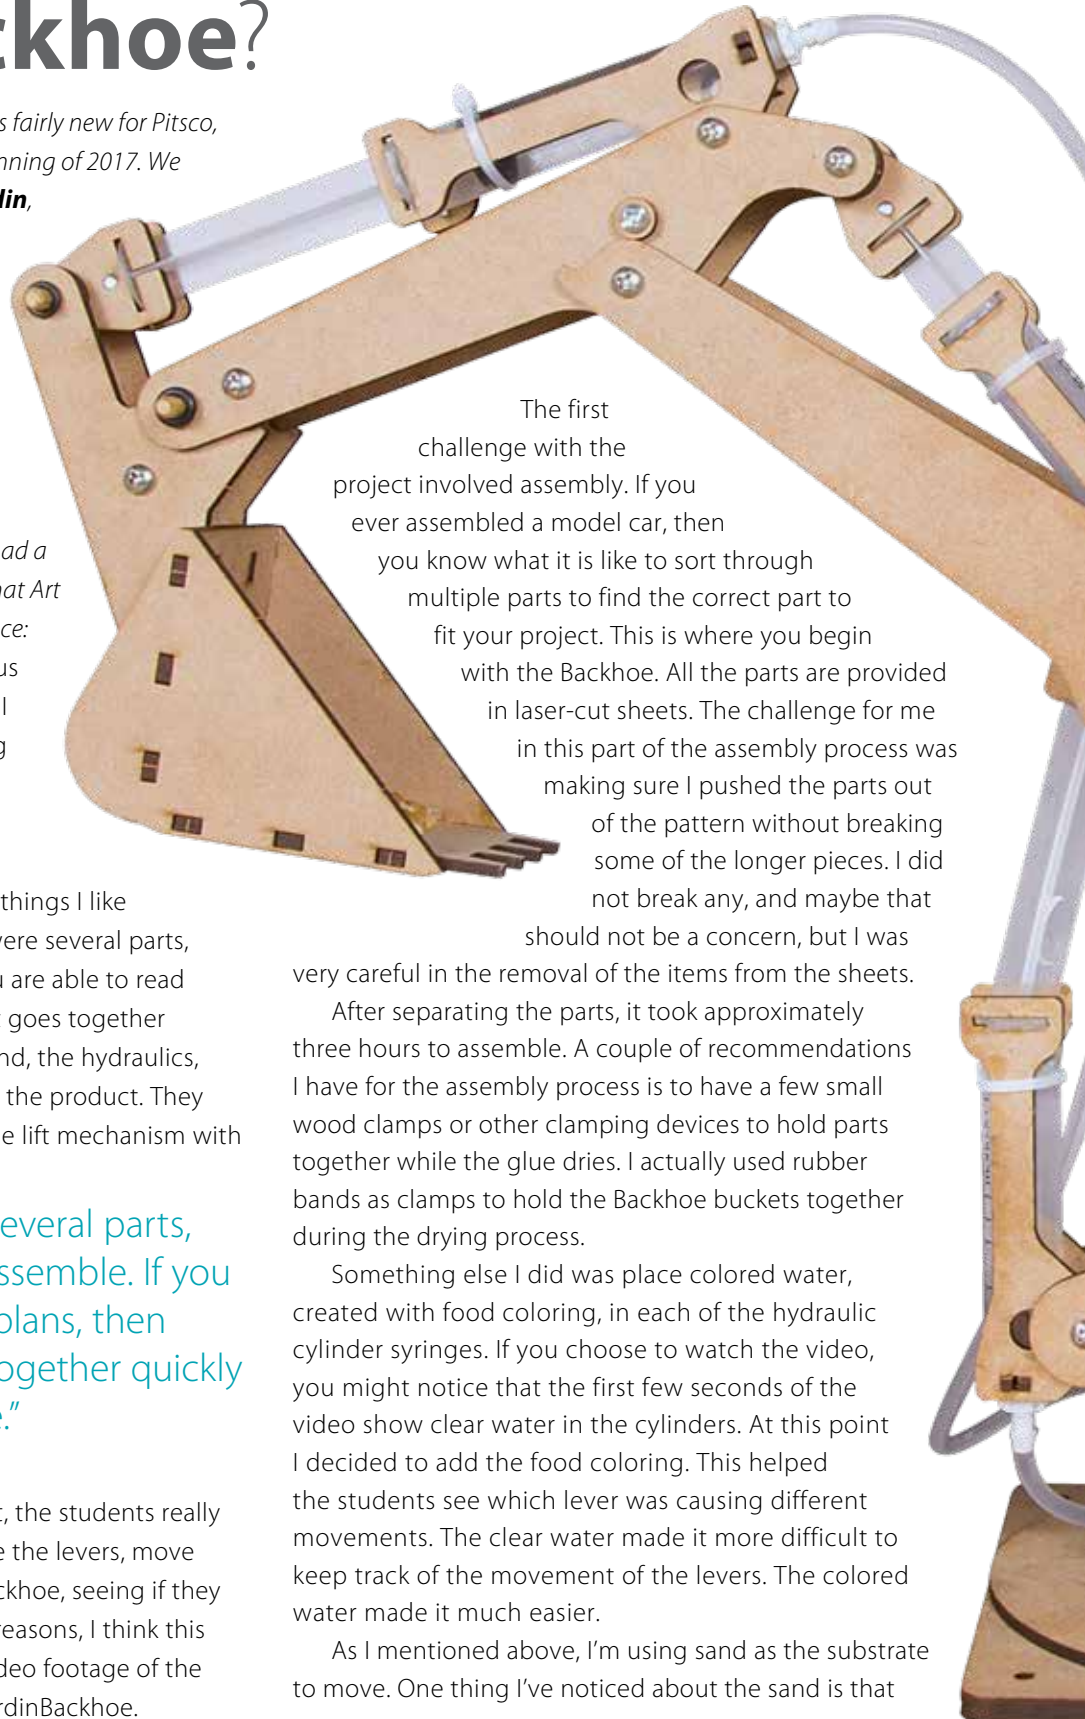 ckhoe?
s fairly new for Pitsco,
nning of 2017. We
lin,
ad a
hat Art
ce:
us
l
g
things I like
vere several parts,
u are able to read
t goes together
nd, the hydraulics,
the product. They
e lift mechanism with
everal parts,
ssemble. If you
plans, then
ogether quickly
e.”
t, the students really
e the levers, move
ckhoe, seeing if they
reasons, I think this
deo footage of the
rdinBackhoe.
The first
challenge with the
project involved assembly. If you
ever assembled a model car, then
you know what it is like to sort through
multiple parts to find the correct part to
fit your project. This is where you begin
with the Backhoe. All the parts are provided
in laser-cut sheets. The challenge for me
in this part of the assembly process was
making sure I pushed the parts out
of the pattern without breaking
some of the longer pieces. I did
not break any, and maybe that
should not be a concern, but I was
very careful in the removal of the items from the sheets.
After separating the parts, it took approximately
three hours to assemble. A couple of recommendations
I have for the assembly process is to have a few small
wood clamps or other clamping devices to hold parts
together while the glue dries. I actually used rubber
bands as clamps to hold the Backhoe buckets together
during the drying process.
Something else I did was place colored water,
created with food coloring, in each of the hydraulic
cylinder syringes. If you choose to watch the video,
you might notice that the first few seconds of the
video show clear water in the cylinders. At this point
I decided to add the food coloring. This helped
the students see which lever was causing different
movements. The clear water made it more difficult to
keep track of the movement of the levers. The colored
water made it much easier.
As I mentioned above, I’m using sand as the substrate
to move. One thing I’ve noticed about the sand is that